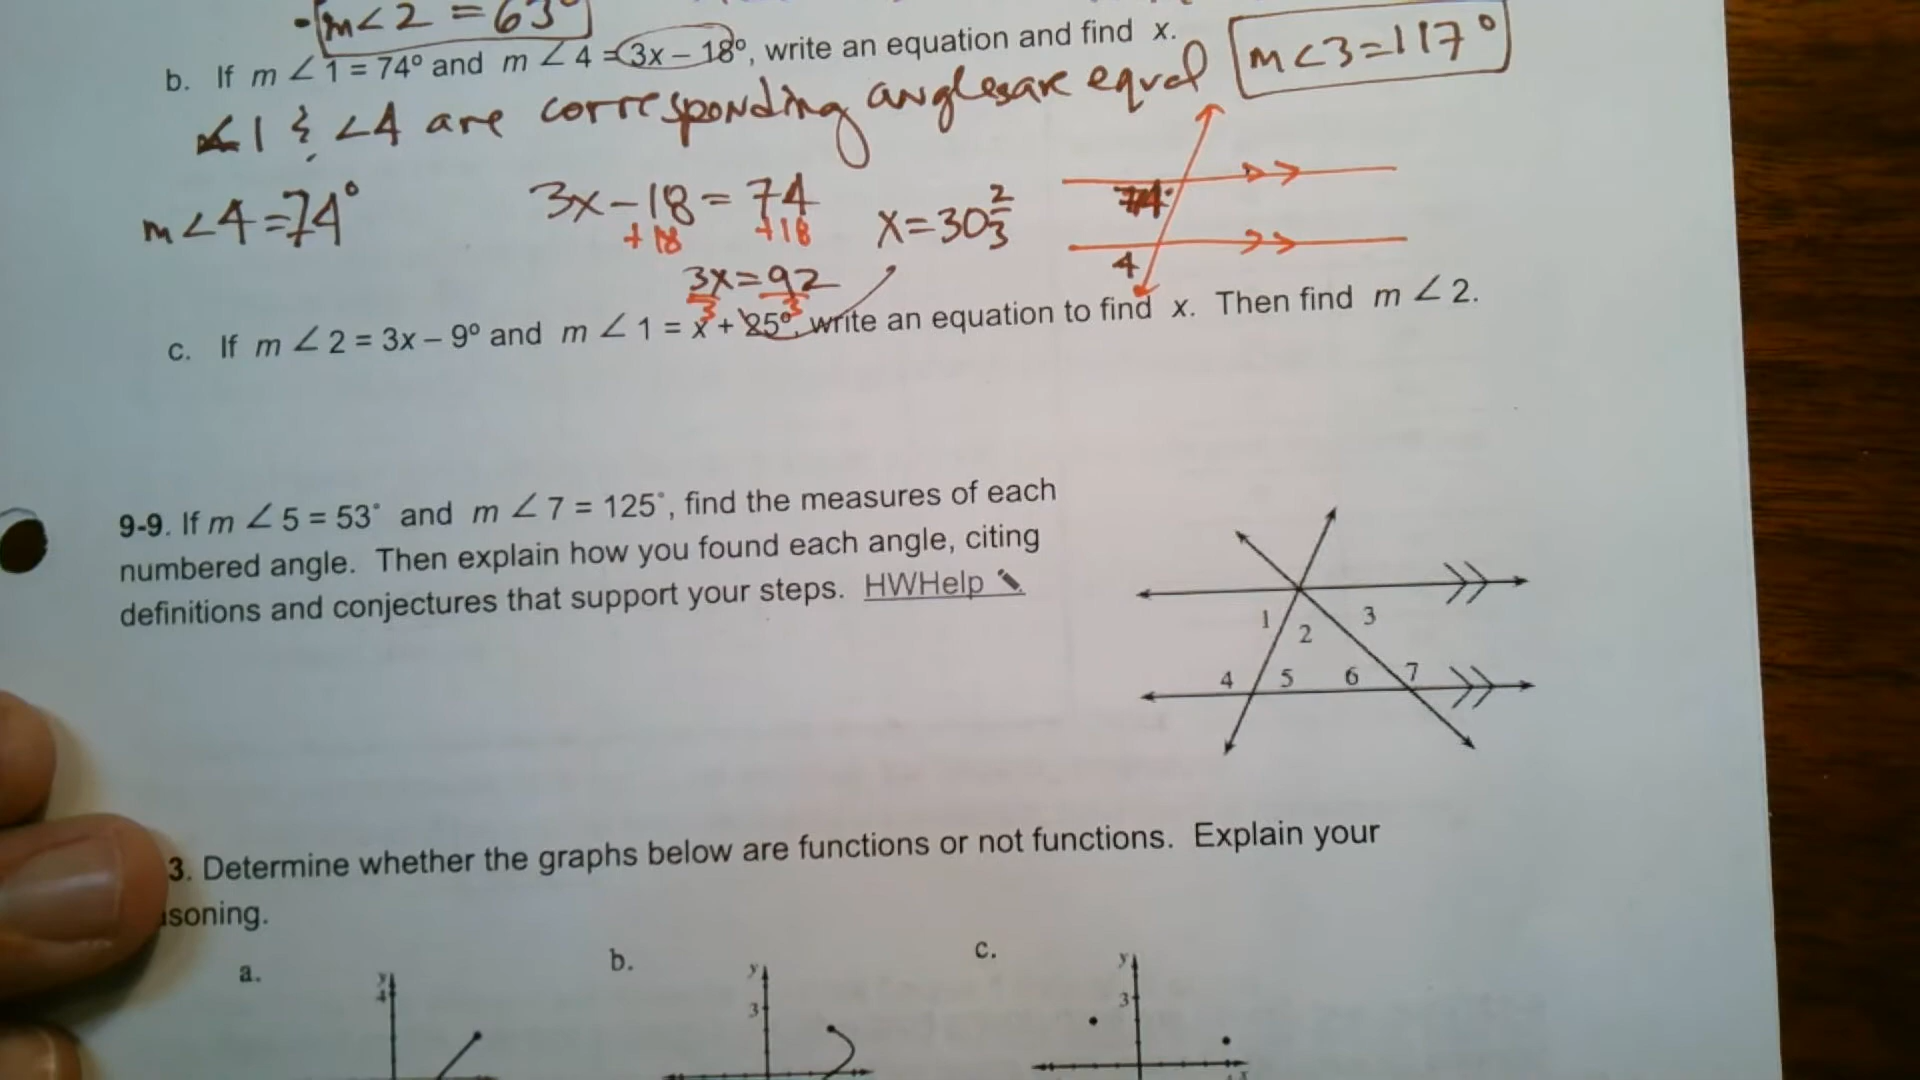 m∠2 = 63°
b. If m ∠ 1 = 74° and m ∠ 4 = 3x – 18°, write an equation and find x.
m<3=117°
∠1 & ∠4 are corresponding angles are equal
m<4=74°
3x-18=74
+18 +18
3x=92
3 3
x=30 2/3
74°
4
c. If m ∠ 2 = 3x – 9° and m ∠ 1 = x + 25°, write an equation to find x. Then find m ∠ 2.
9-9. If m ∠ 5 = 53° and m ∠ 7 = 125°, find the measures of each
numbered angle. Then explain how you found each angle, citing
definitions and conjectures that support your steps. HWHelp ✎
1 2 3
4 5 6 7
3. Determine whether the graphs below are functions or not functions. Explain your
soning.
a. b. c.
y y y
4 3 3
x